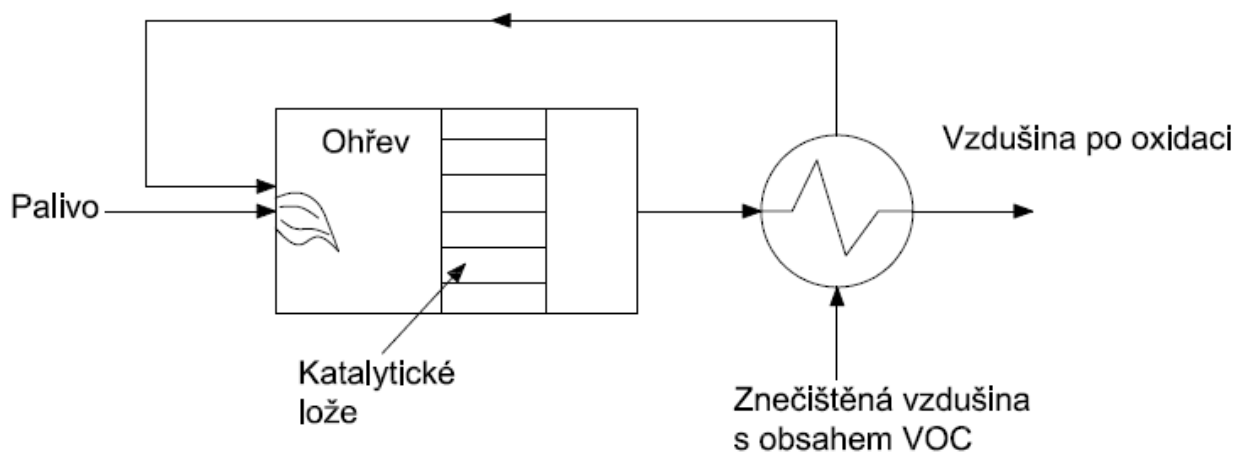 Ohřev
Vzdušina po oxidaci
Palivo
Katalytické
lože
Znečištěná vzdušina
s obsahem VOC